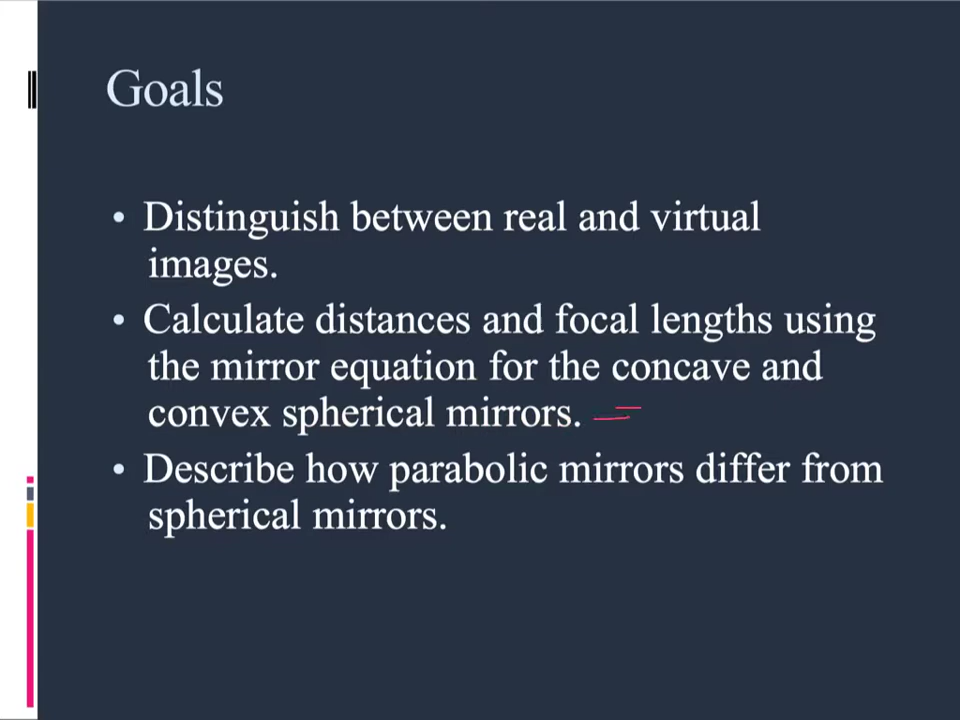 Goals
• Distinguish between real and virtual
images.
• Calculate distances and focal lengths using
the mirror equation for the concave and
convex spherical mirrors.
• Describe how parabolic mirrors differ from
spherical mirrors.